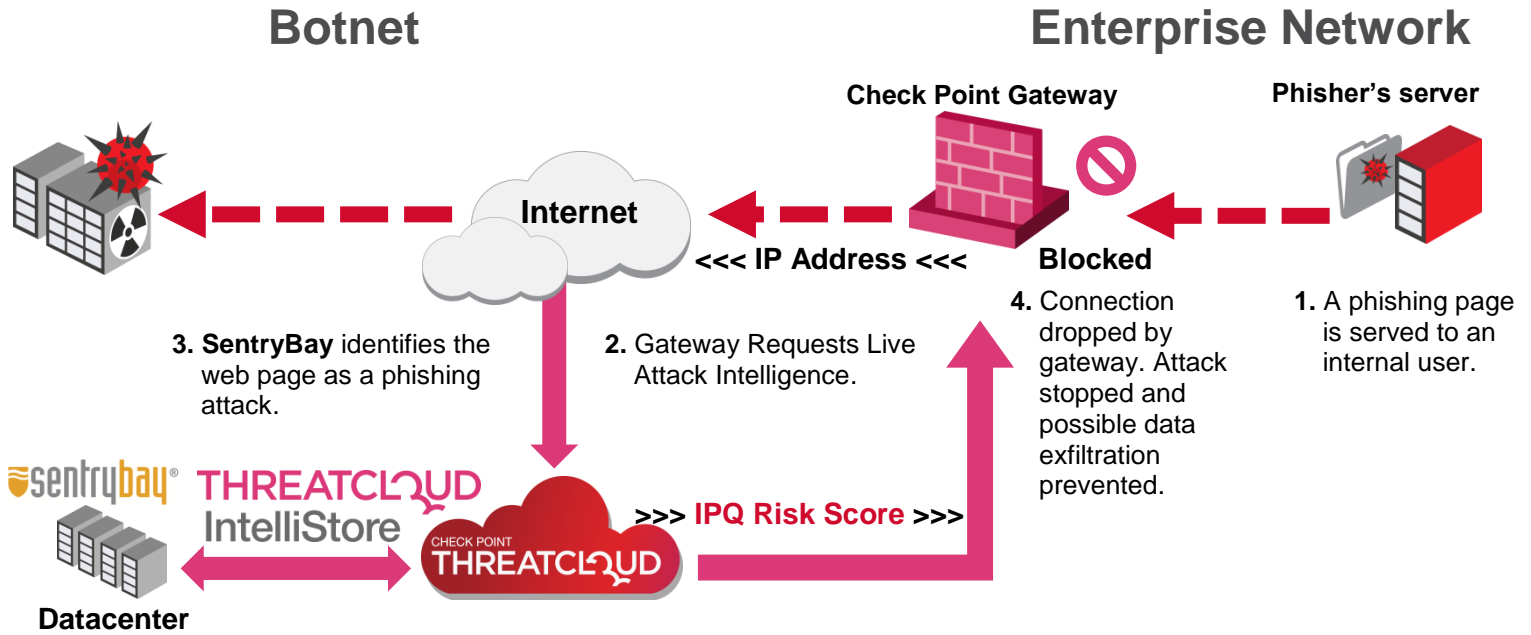 Botnet
Enterprise Network
Check Point Gateway
Phisher's server
Internet
<<< IP Address <<<
Blocked
3. SentryBay identifies the
web page as a phishing
attack.
2. Gateway Requests Live
Attack Intelligence.
4. Connection
dropped by
gateway. Attack
stopped and
possible data
exfiltration
prevented.
1. A phishing page
is served to an
internal user.
sentrybay®
THREATCLOUD
IntelliStore
CHECK POINT
THREATCLOUD
>>> IPQ Risk Score >>>
Datacenter